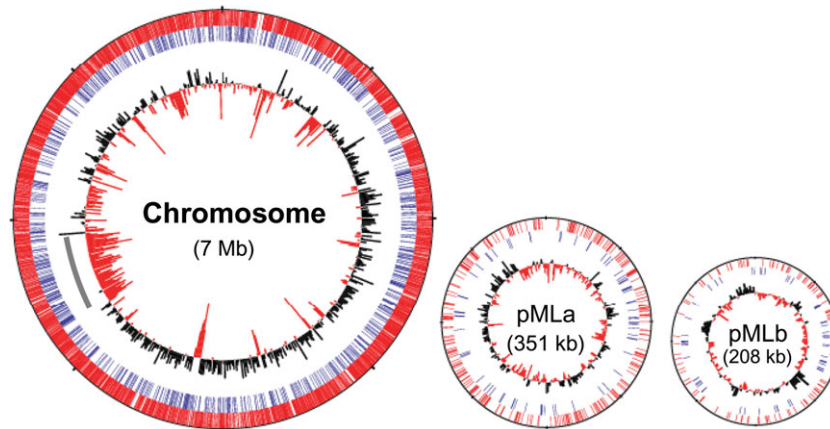 Chromosome
(7 Mb)
pMLa
(351 kb)
pMLb
(208 kb)